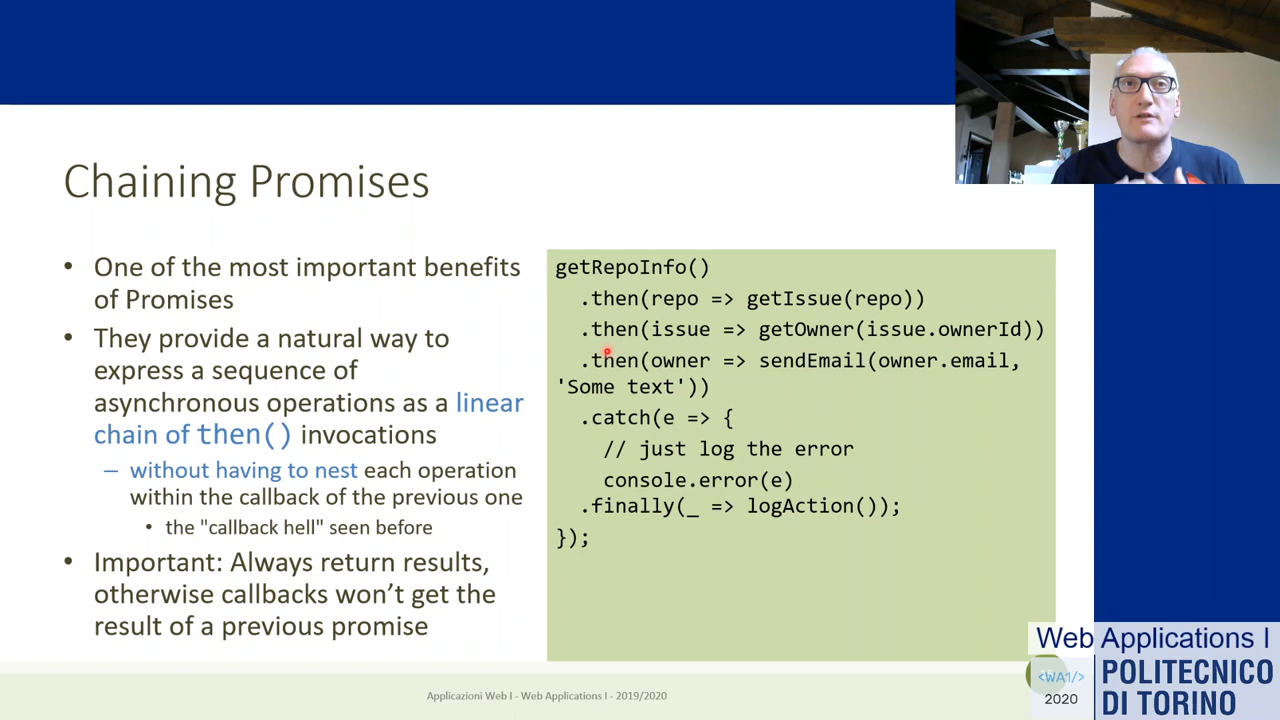 Chaining Promises
• One of the most important benefits
of Promises
• They provide a natural way to
express a sequence of
asynchronous operations as a linear
chain of then() invocations
– without having to nest each operation
within the callback of the previous one
• the "callback hell" seen before
• Important: Always return results,
otherwise callbacks won’t get the
result of a previous promise
getRepoInfo()
.then(repo => getIssue(repo))
.then(issue => getOwner(issue.ownerId))
.then(owner => sendEmail(owner.email,
'Some text'))
.catch(e => {
// just log the error
console.error(e)
.finally(_ => logAction());
});
Applicazioni Web I - Web Applications I - 2019/2020
Web Applications I
<WA1/>
2020
POLITECNICO
DI TORINO